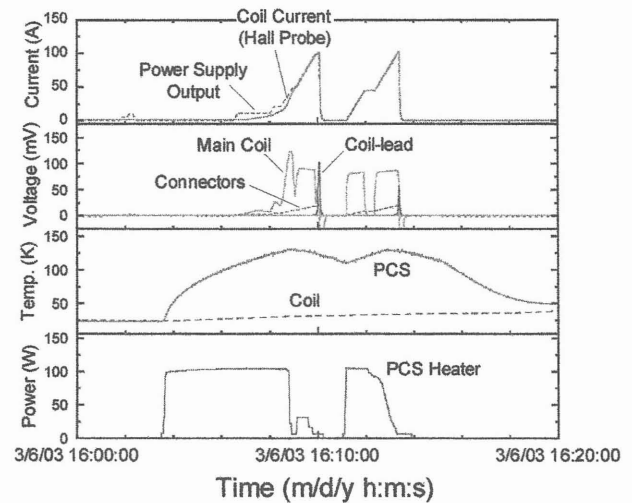 Coil Current
(Hall Probe)
Power Supply
Output
Current (A)
150
100
50
0
Main Coil
Coil-lead
Connectors
Voltage (mV)
150
100
50
0
PCS
Coil
Temp. (K)
150
100
50
PCS Heater
Power (W)
150
100
50
0
3/6/03 16:00:00
3/6/03 16:10:00
3/6/03 16:20:00
Time (m/d/y h:m:s)